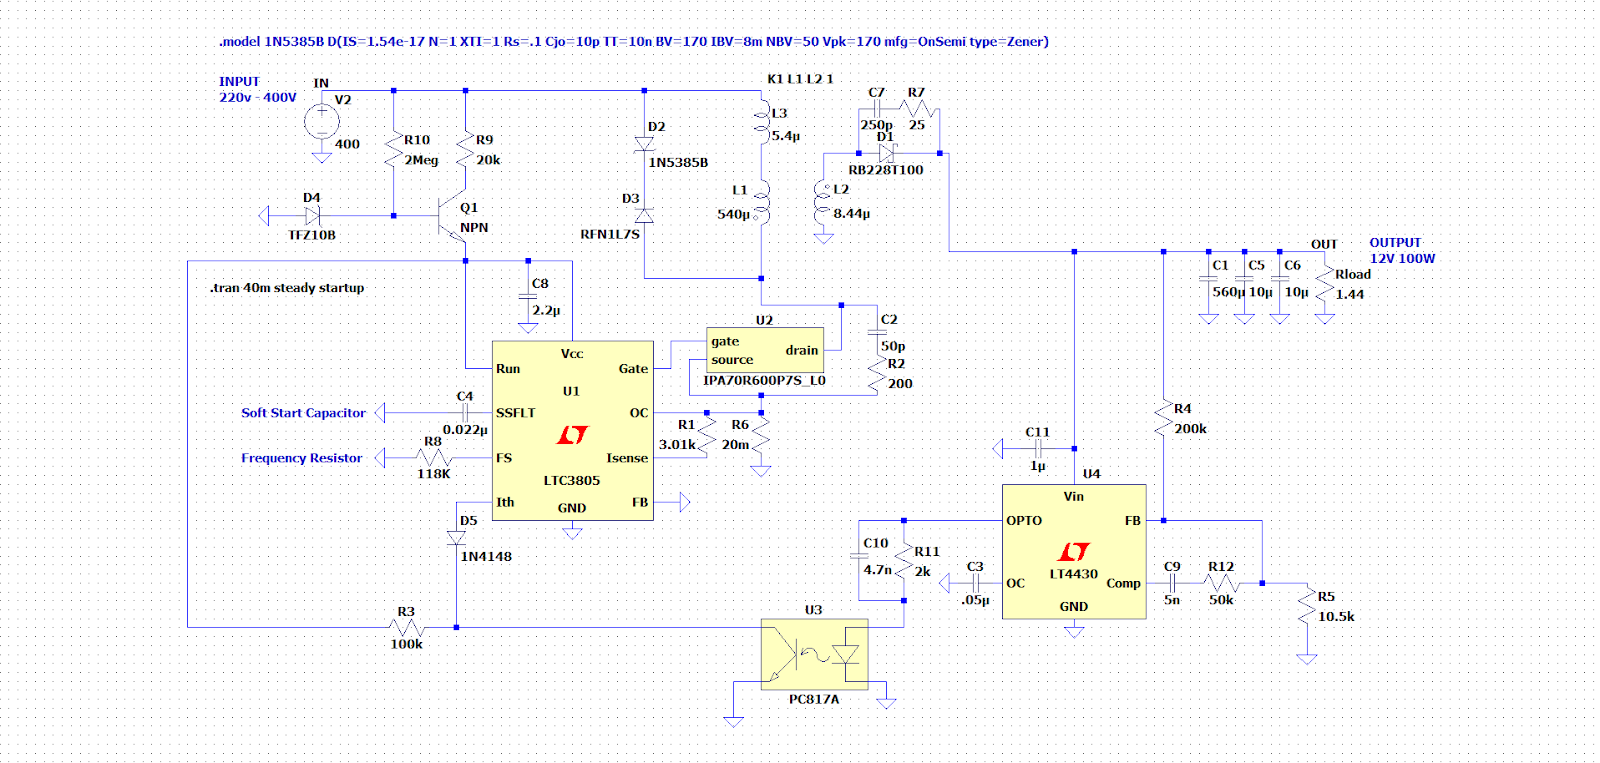 .model 1N5385B D(IS=1.54e-17 N=1 XTI=1 Rs=.1 Cjo=10p TT=10n BV=170 IBV=8m NBV=50 Vpk=170 mfg=OnSemi type=Zener)
INPUT
220v - 400V
IN
V2
400
R10
2Meg
R9
20k
D4
TFZ10B
Q1
NPN
D2
1N5385B
D3
RFN1L7S
K1 L1 L2 1
L3
5.4µ
L1
540µ
L2
8.44µ
C7
250p
R7
25
D1
RB228T100
OUT
OUTPUT
12V 100W
C1
560µ
C5
10µ
C6
10µ
Rload
1.44
.tran 40m steady startup
C8
2.2µ
U2
gate
source
drain
IPA70R600P7S_L0
C2
50p
R2
200
Vcc
Run
Gate
U1
SSFLT
OC
FS
Isense
LTC3805
Ith
FB
GND
Soft Start Capacitor
C4
0.022µ
Frequency Resistor
R8
118K
R1
3.01k
R6
20m
D5
1N4148
R3
100k
U3
PC817A
C10
4.7n
R11
2k
C3
.05µ
C11
1µ
U4
Vin
OPTO
FB
LT4430
OC
Comp
GND
R4
200k
C9
5n
R12
50k
R5
10.5k